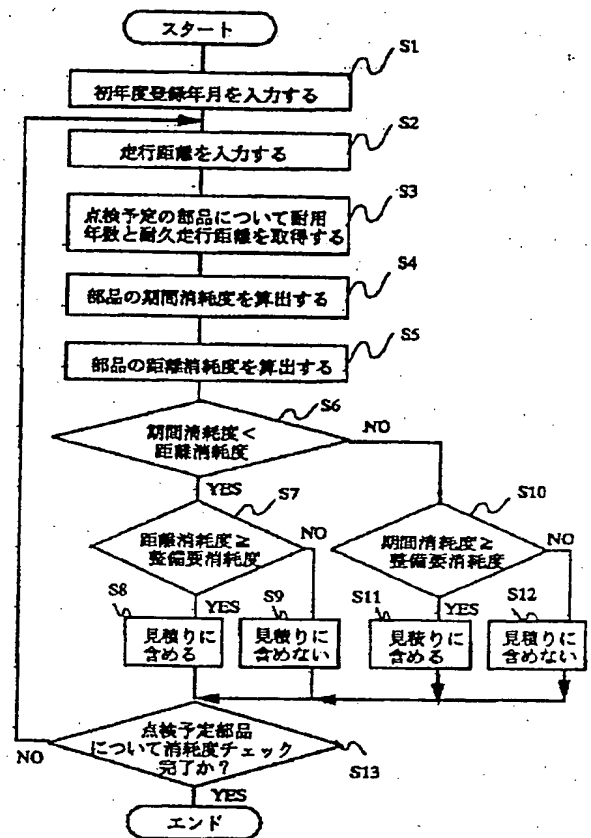 スタート
S1
初年度登録年月を入力する
S2
走行距離を入力する
S3
点検予定の部品について耐用
年数と耐久走行距離を取得する
S4
部品の期間消耗度を算出する
S5
部品の距離消耗度を算出する
S6
期間消耗度<
距離消耗度
NO
YES
S7
距離消耗度≧
整備要消耗度
NO
S10
期間消耗度≧
整備要消耗度
NO
S8
YES
見積りに
含める
S9
見積りに
含めない
S11
YES
見積りに
含める
S12
見積りに
含めない
点検予定部品
について消耗度チェック
完了か?
NO
S13
YES
エンド